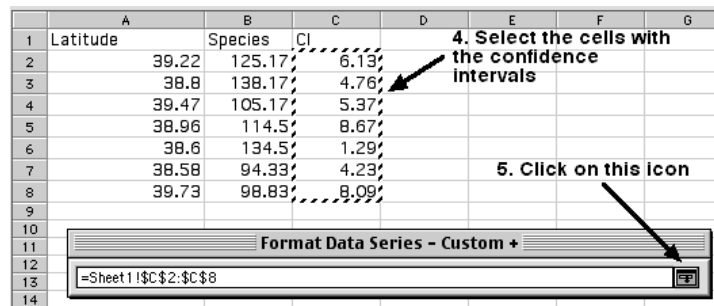 A B C D E F G
1 Latitude Species CI 4. Select the cells with
2 39.22 125.17 6.13 the confidence
3 38.8 138.17 4.76 intervals
4 39.47 105.17 5.37
5 38.96 114.5 8.67
6 38.6 134.5 1.29
7 38.58 94.33 4.23 5. Click on this icon
8 39.73 98.83 8.09
9
10
11 Format Data Series - Custom +
12
13 =Sheet1!$C$2:$C$8
14